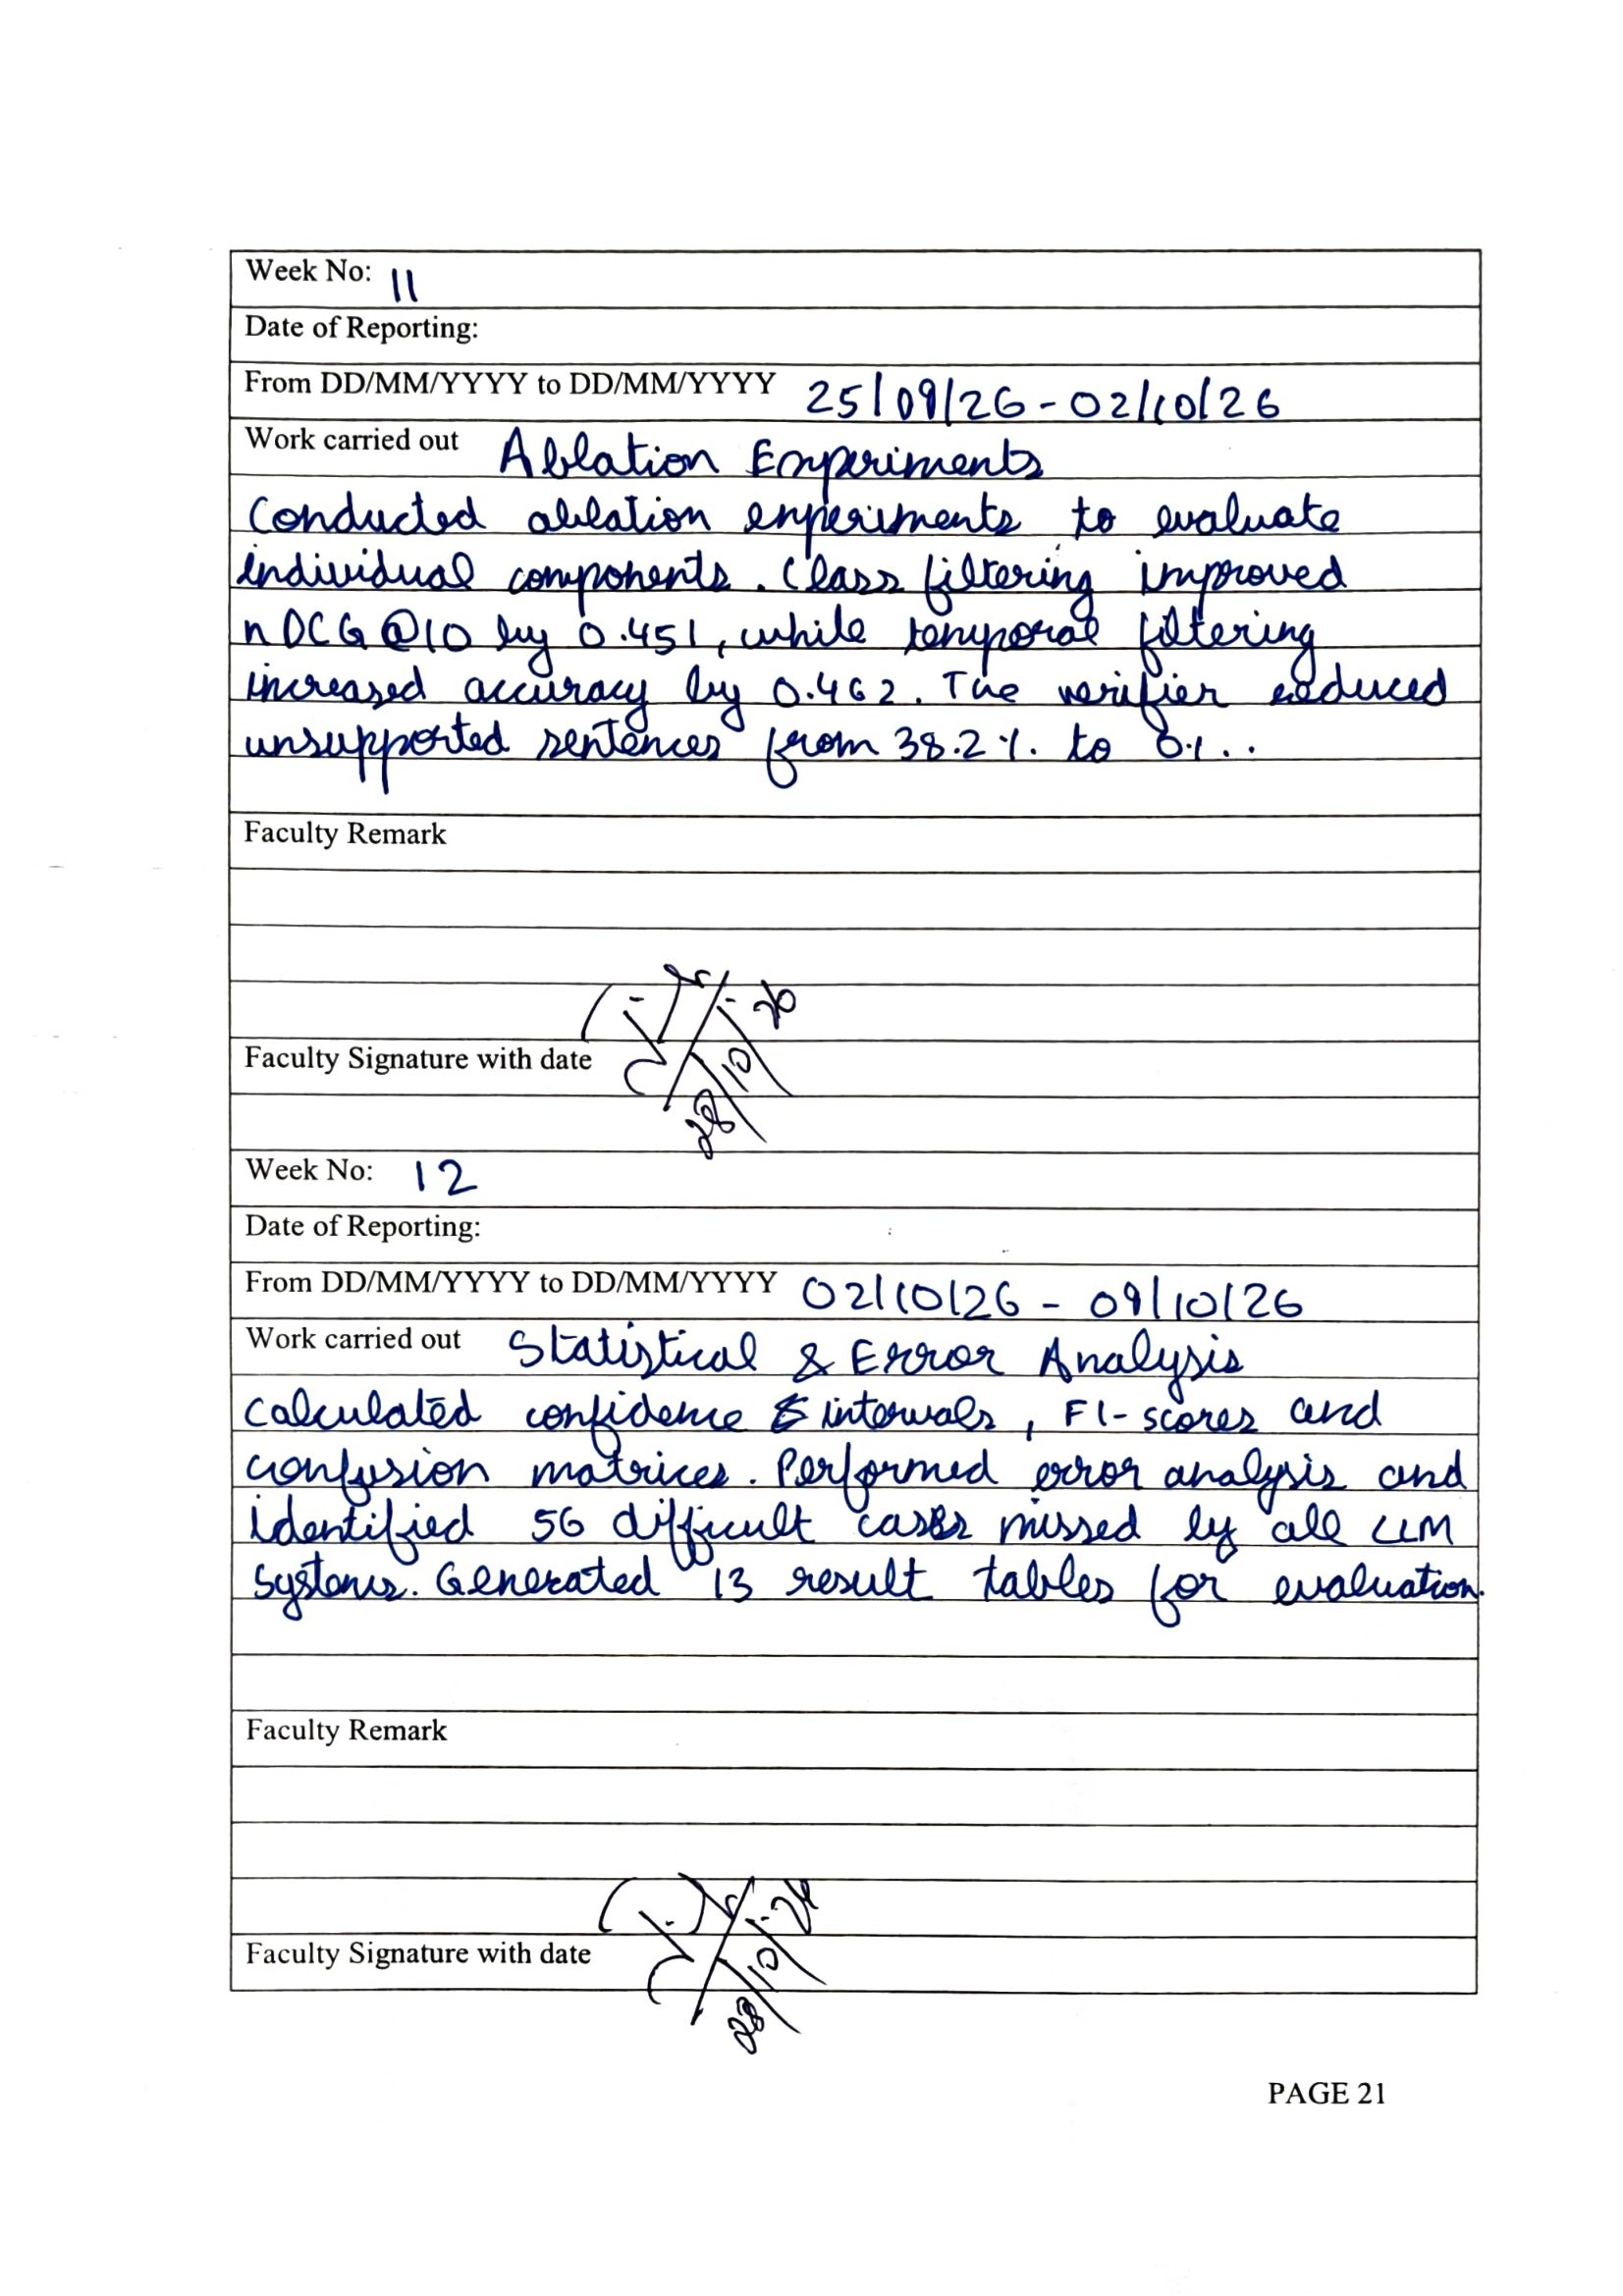 Week No: 11
Date of Reporting:
From DD/MM/YYYY to DD/MM/YYYY 25/09/26 - 02/10/26
Work carried out Ablation Experiments
Conducted ablation experiments to evaluate
individual components. Class filtering improved
nDCG@10 by 0.451, while temporal filtering
increased accuracy by 0.462. The verifier reduced
unsupported sentences from 38.2%. to 0%..
Faculty Remark
Faculty Signature with date
28/10/26
Week No: 12
Date of Reporting:
From DD/MM/YYYY to DD/MM/YYYY 02/10/26 - 09/10/26
Work carried out Statistical & Error Analysis
Calculated confidence intervals, F1-scores and
confusion matrices. Performed error analysis and
identified 56 difficult cases missed by all LLM
systems. Generated 13 result tables for evaluation.
Faculty Remark
Faculty Signature with date
28/10/26
PAGE 21